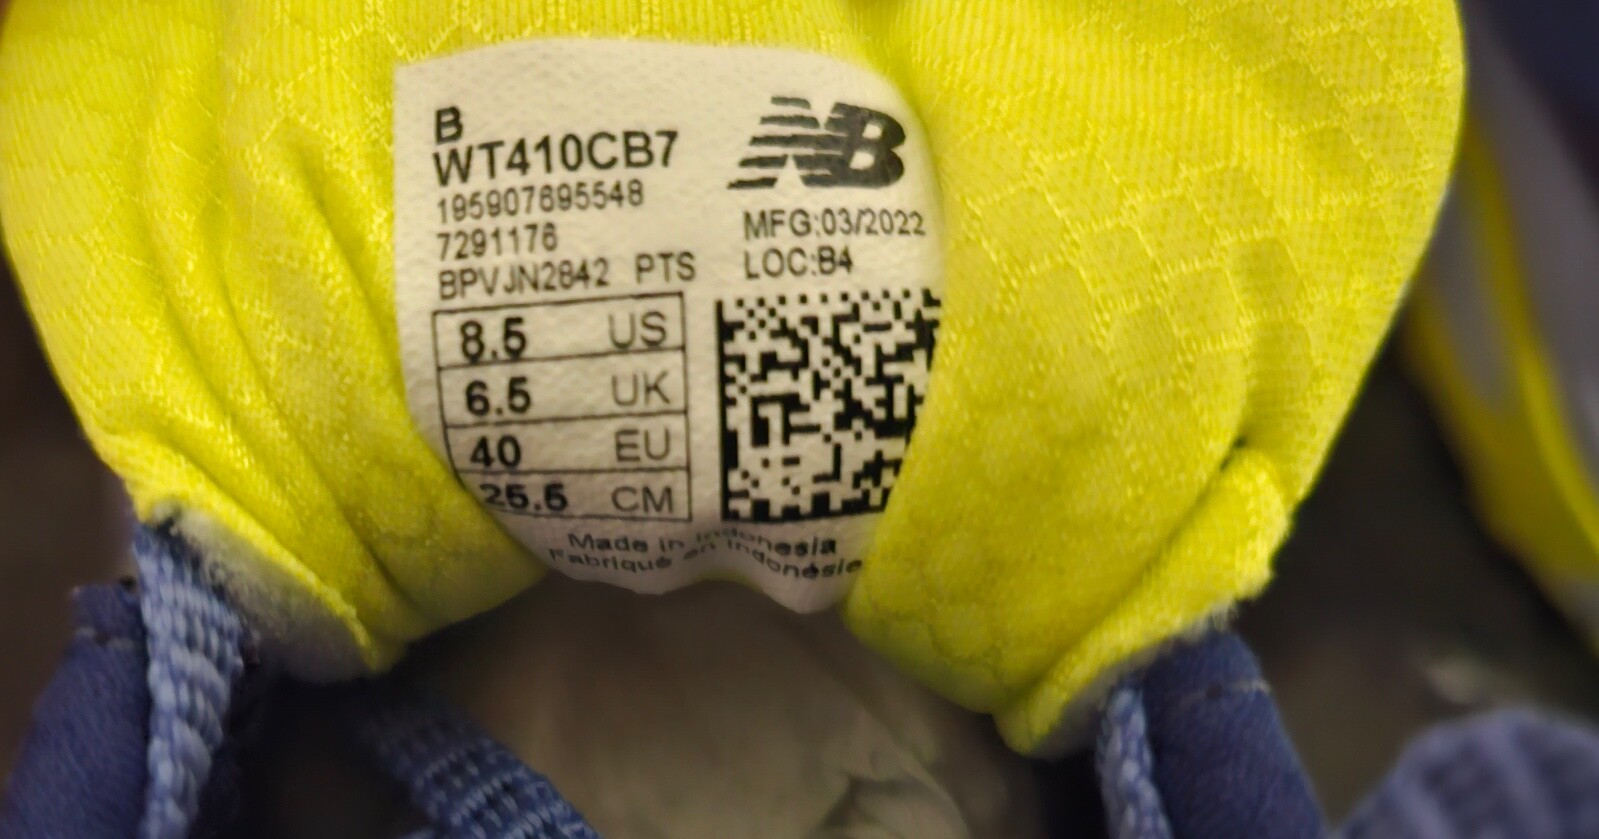 B
WT410CB7
195907695548
7291176
BPVJN2842 PTS
NB
MFG:03/2022
LOC:B4
8.5 US
6.5 UK
40 EU
25.5 CM
Made in Indonesia
Fabriqué en Indonésie